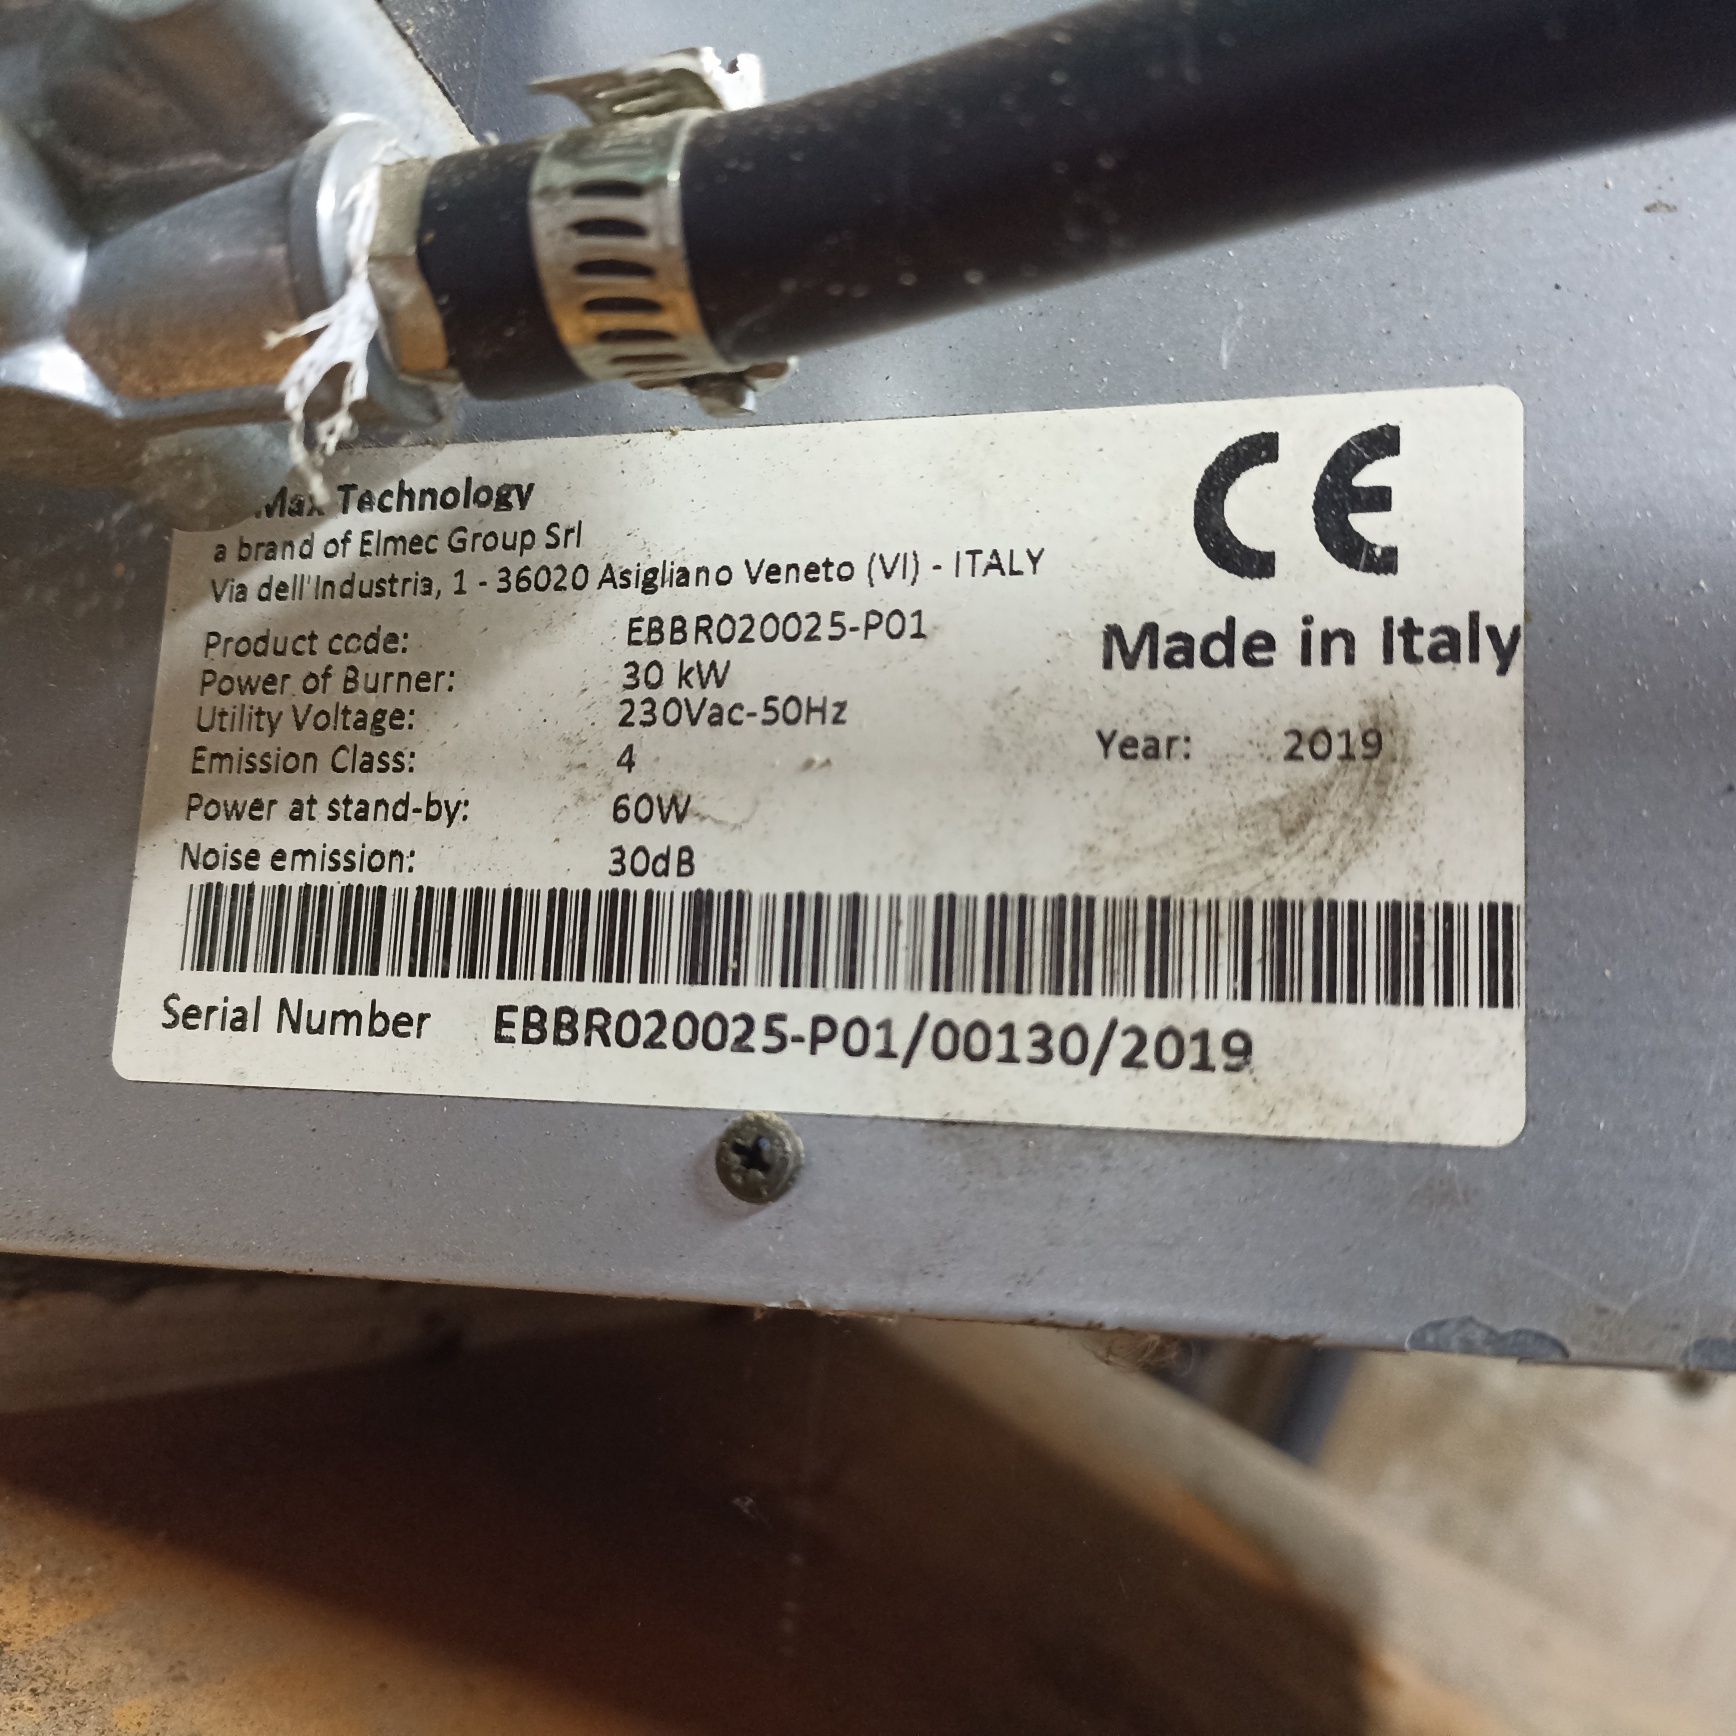 Max Technology
a brand of Elmec Group Srl
Via dell'Industria, 1 - 36020 Asigliano Veneto (VI) - ITALY
Product code: EBBR020025-P01
Power of Burner: 30 kW
Utility Voltage: 230Vac-50Hz
Emission Class: 4
Power at stand-by: 60W
Noise emission: 30dB
CE
Made in Italy
Year: 2019
Serial Number EBBR020025-P01/00130/2019